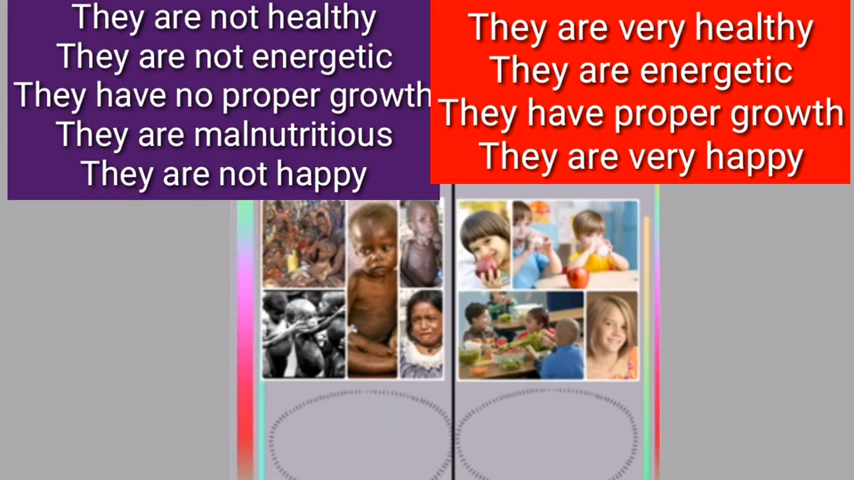 They are not healthy
They are not energetic
They have no proper growth
They are malnutritious
They are not happy
They are very healthy
They are energetic
They have proper growth
They are very happy